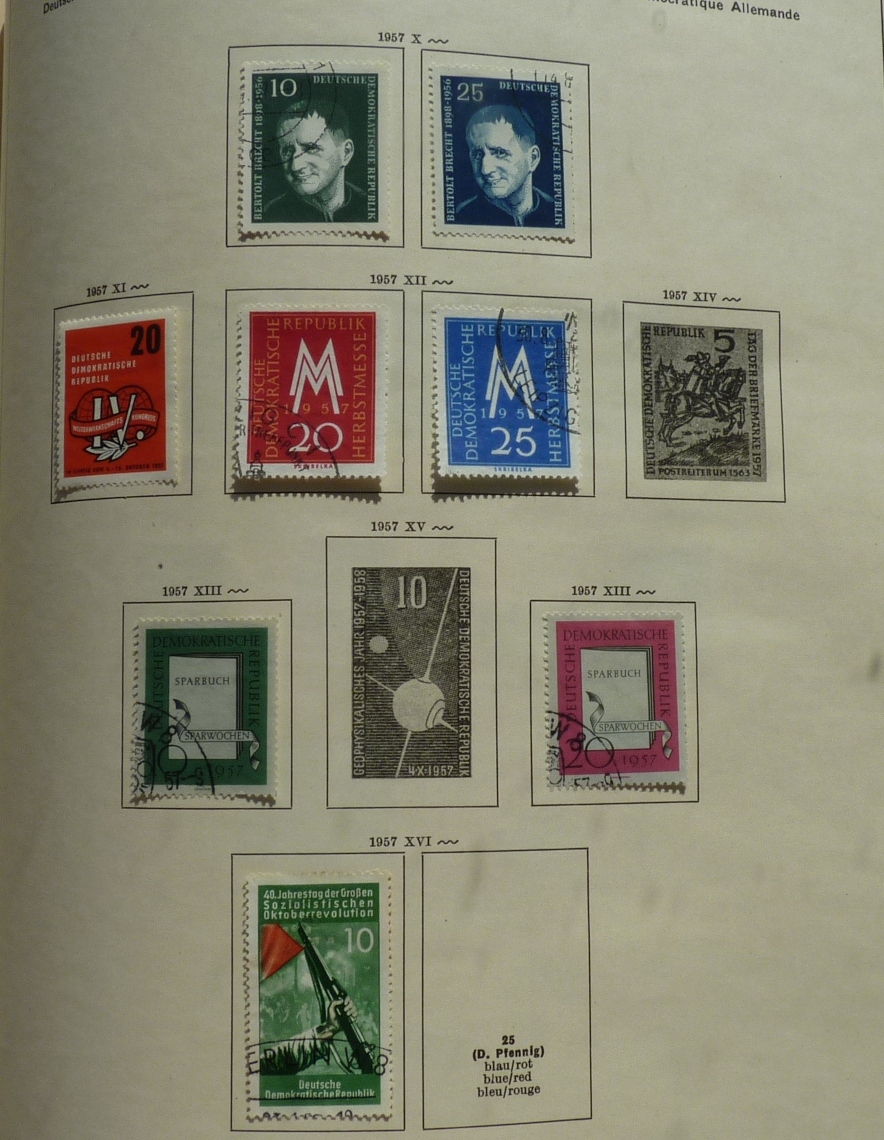 ocratique Allemande
1957 X
10 DEUTSCHE
DEMOKRATISCHE REPUBLIK
BERTOLT BRECHT 1898-1956
25 DEUTSCHE
DEMOKRATISCHE REPUBLIK
BERTOLT BRECHT 1898-1956
1957 XI
20
DEUTSCHE
DEMOKRATISCHE
REPUBLIK
IV
1957 XII
DEUTSCHE
DEMOKRATISCHE
REPUBLIK
HERBSTMESSE
M
1957
20
DEUTSCHE
DEMOKRATISCHE
REPUBLIK
HERBSTMESSE
M
195
25
1957 XIV
DEUTSCHE DEMOKRATISCHE
REPUBLIK 5
TAG DER BRIEFMARKE 1957
POSTREITER UM 1563
1957 XV
10
GEOPHYSIKALISCHES JAHR 1957-1958
DEUTSCHE DEMOKRATISCHE REPUBLIK
4·X·1957
1957 XIII
DEUTSCHE
DEMOKRATISCHE
REPUBLIK
SPARBUCH
SPARWOCHEN
1957
1957 XIII
DEUTSCHE
DEMOKRATISCHE
REPUBLIK
SPARBUCH
SPARWOCHEN
20 1957
1957 XVI
40. Jahrestag der Großen
Sozialistischen
Oktoberrevolution
10
Deutsche
Demokratische Republik
25
(D. Pfennig)
blau/rot
blue/red
bleu/rouge